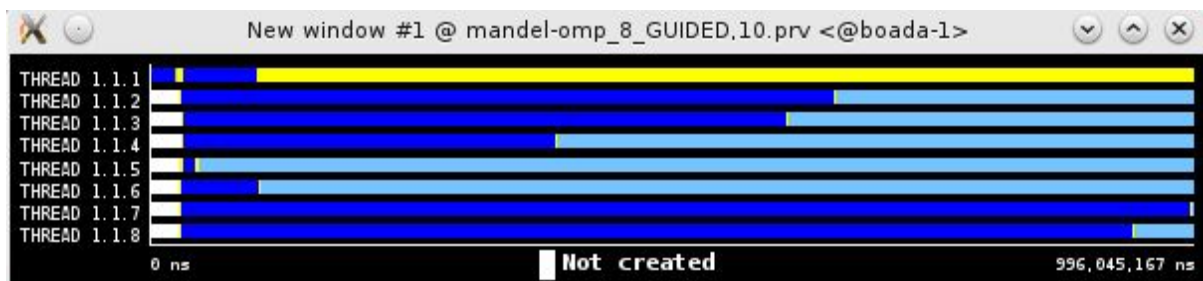 New window #1 @ mandel-omp_8_GUIDED,10.prv <@boada-1>
THREAD 1.1.1
THREAD 1.1.2
THREAD 1.1.3
THREAD 1.1.4
THREAD 1.1.5
THREAD 1.1.6
THREAD 1.1.7
THREAD 1.1.8
0 ns Not created 996,045,167 ns